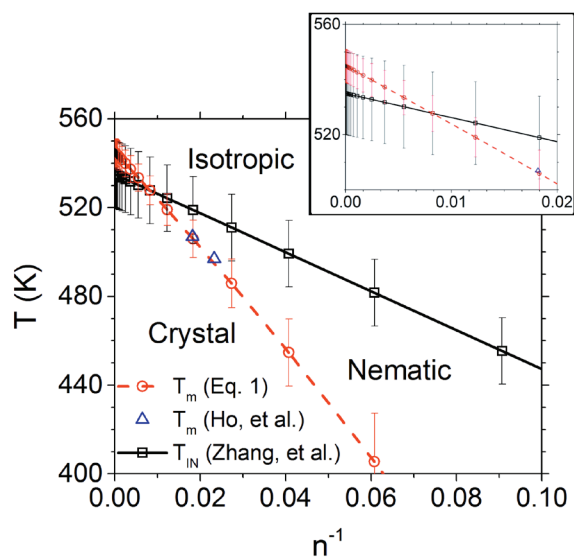 560
520
0.00
0.01
0.02
560
520
480
440
400
T (K)
Isotropic
Crystal
Nematic
Tm (Eq. 1)
Tm (Ho, et al.)
TIN (Zhang, et al.)
0.00
0.02
0.04
0.06
0.08
0.10
n-1